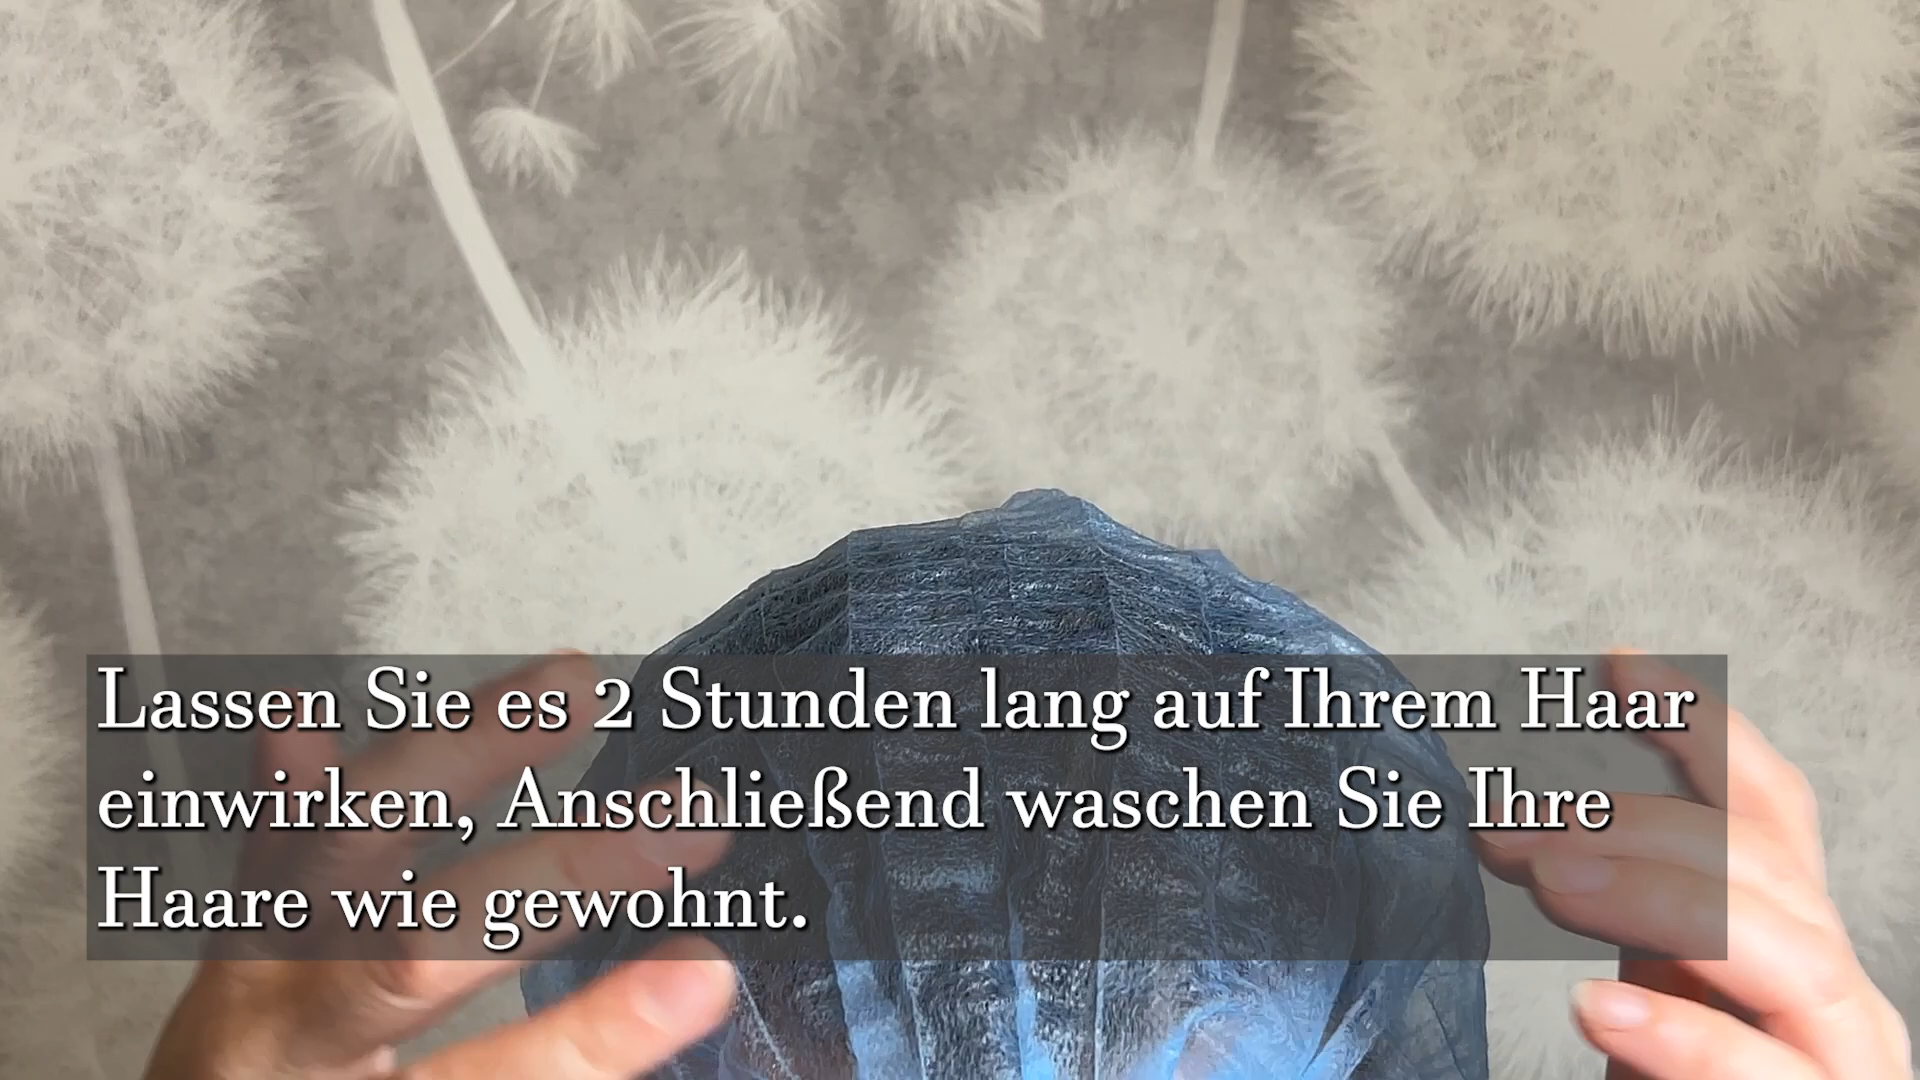 Lassen Sie es 2 Stunden lang auf Ihrem Haar
einwirken, Anschließend waschen Sie Ihre
Haare wie gewohnt.